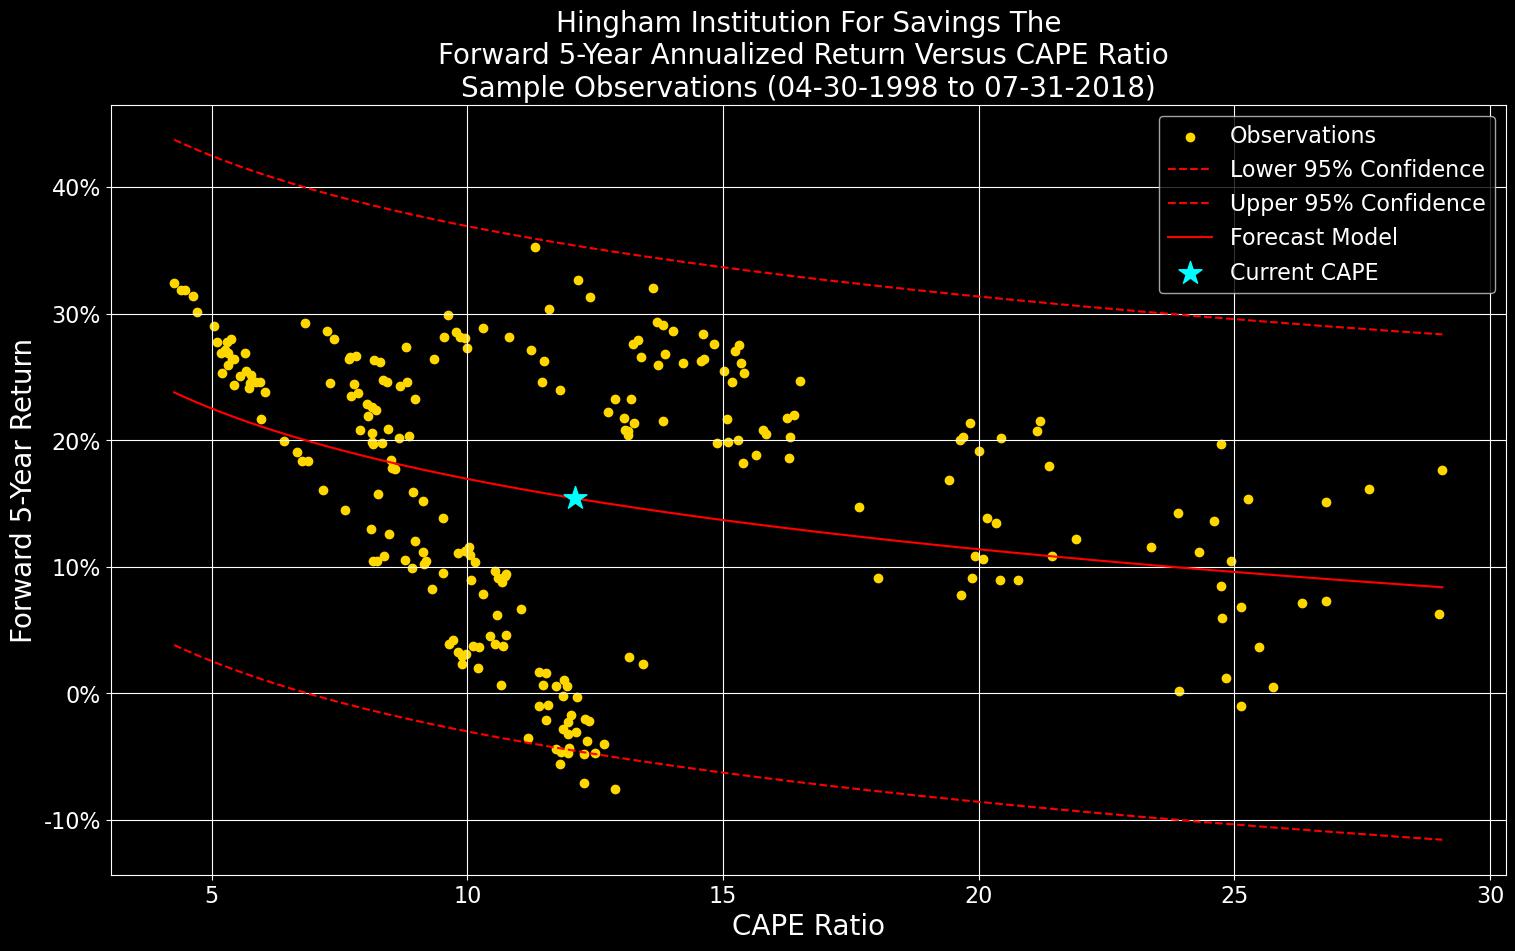 Hingham Institution For Savings The
Forward 5-Year Annualized Return Versus CAPE Ratio
Sample Observations (04-30-1998 to 07-31-2018)
Observations
Lower 95% Confidence
Upper 95% Confidence
Forecast Model
Current CAPE
Forward 5-Year Return
40%
30%
20%
10%
0%
-10%
5 10 15 20 25 30
CAPE Ratio